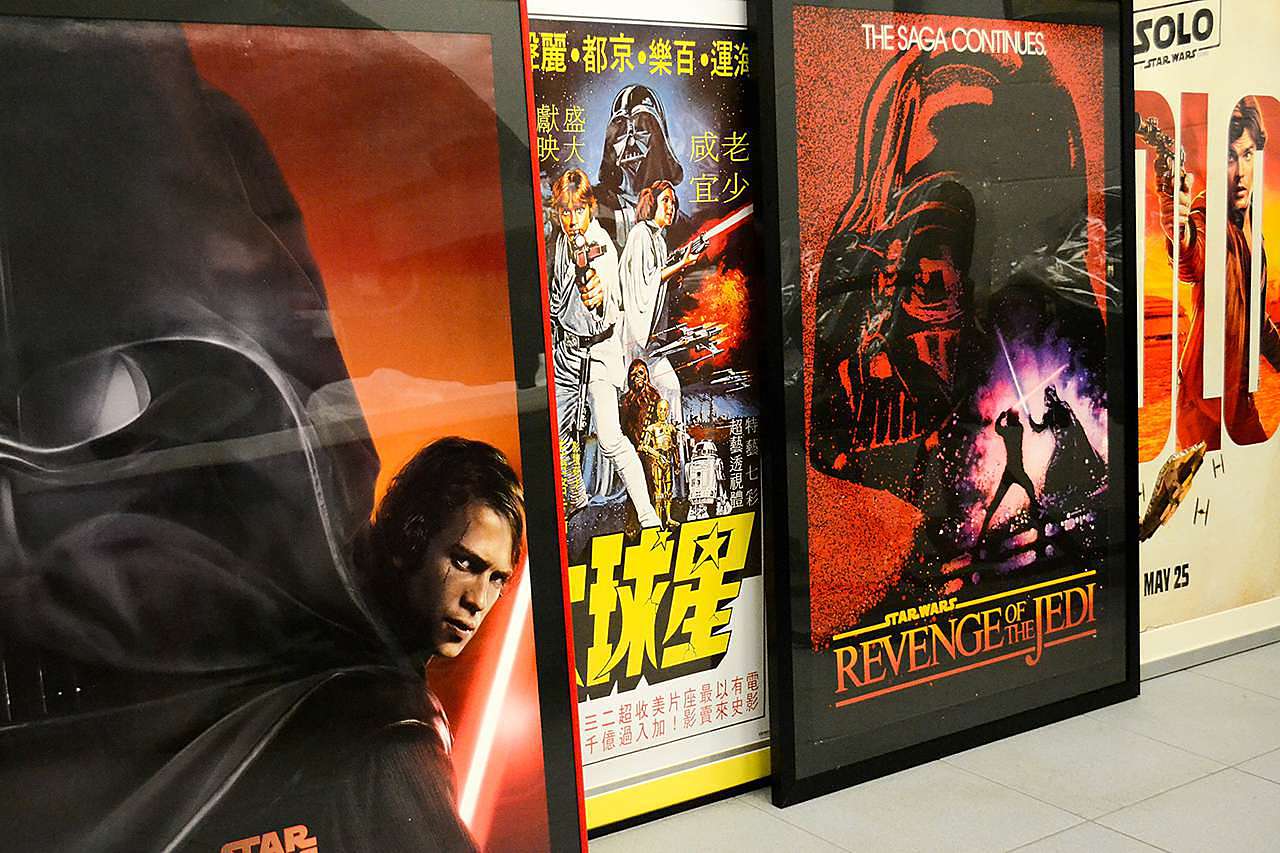 STAR
海運•百樂•京都•麗聲
盛大
獻映
老少
咸宜
特藝七彩
超藝透視體
星球
電影有史以來最賣座影片！美加收入超過二億三千
THE SAGA CONTINUES.
STAR WARS
REVENGE OF THE JEDI
SOLO
STAR WARS
OLO
MAY 25